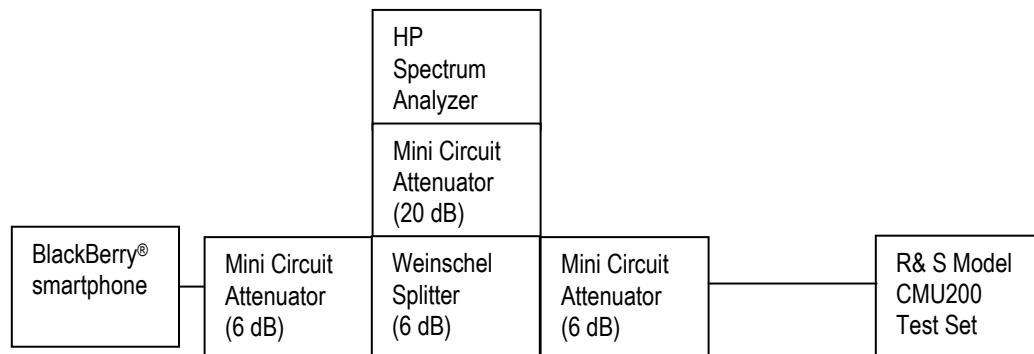 HP
Spectrum
Analyzer
Mini Circuit
Attenuator
(20 dB)
BlackBerry®
smartphone
Mini Circuit
Attenuator
(6 dB)
Weinschel
Splitter
(6 dB)
Mini Circuit
Attenuator
(6 dB)
R& S Model
CMU200
Test Set